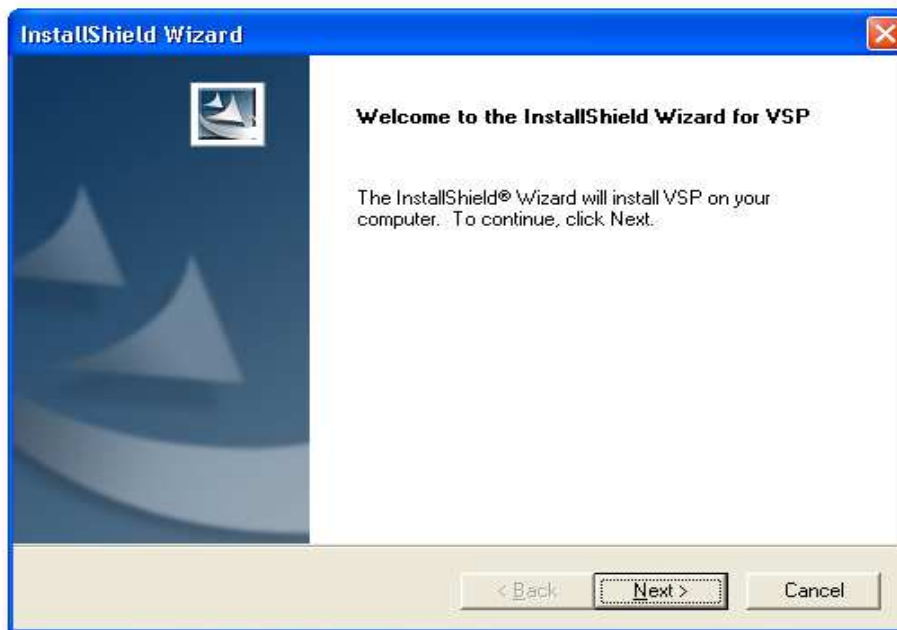 InstallShield Wizard
Welcome to the InstallShield Wizard for VSP
The InstallShield® Wizard will install VSP on your
computer. To continue, click Next.
< Back
Next >
Cancel